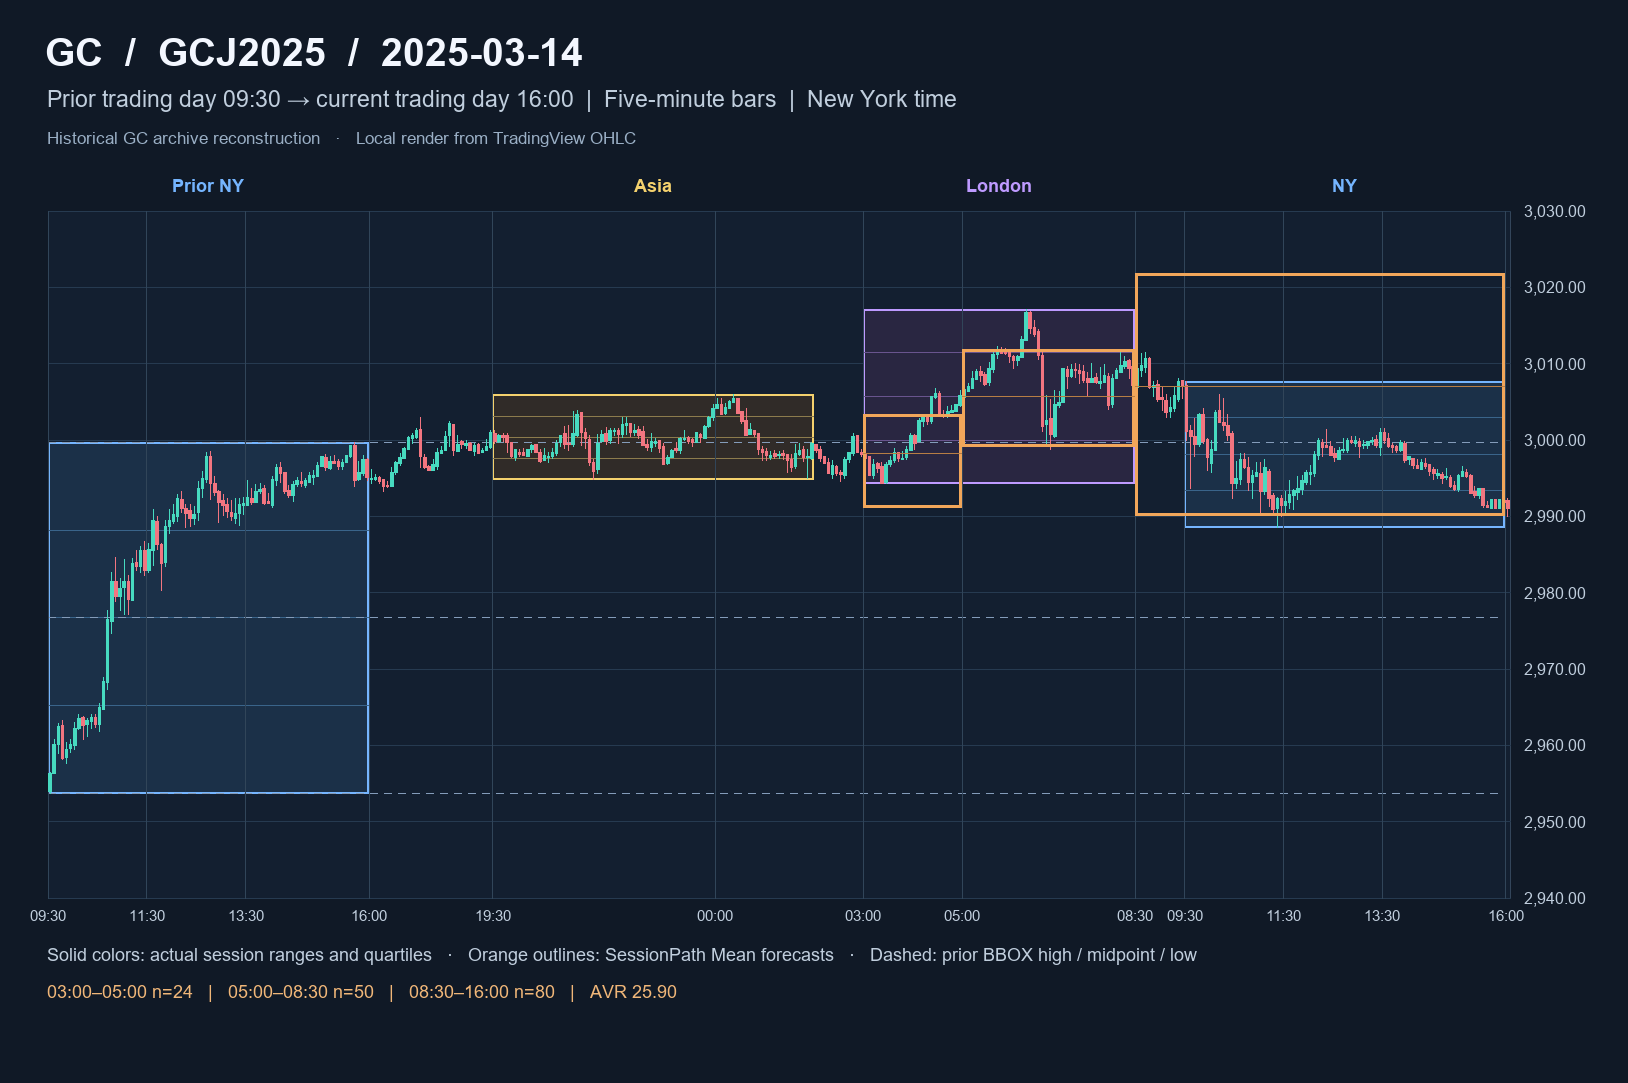 GC / GCJ2025 / 2025-03-14
Prior trading day 09:30 → current trading day 16:00 | Five-minute bars | New York time
Historical GC archive reconstruction · Local render from TradingView OHLC
Prior NY Asia London NY
3,030.00
3,020.00
3,010.00
3,000.00
2,990.00
2,980.00
2,970.00
2,960.00
2,950.00
2,940.00
09:30 11:30 13:30 16:00 19:30 00:00 03:00 05:00 08:30 09:30 11:30 13:30 16:00
Solid colors: actual session ranges and quartiles · Orange outlines: SessionPath Mean forecasts · Dashed: prior BBOX high / midpoint / low
03:00–05:00 n=24 | 05:00–08:30 n=50 | 08:30–16:00 n=80 | AVR 25.90